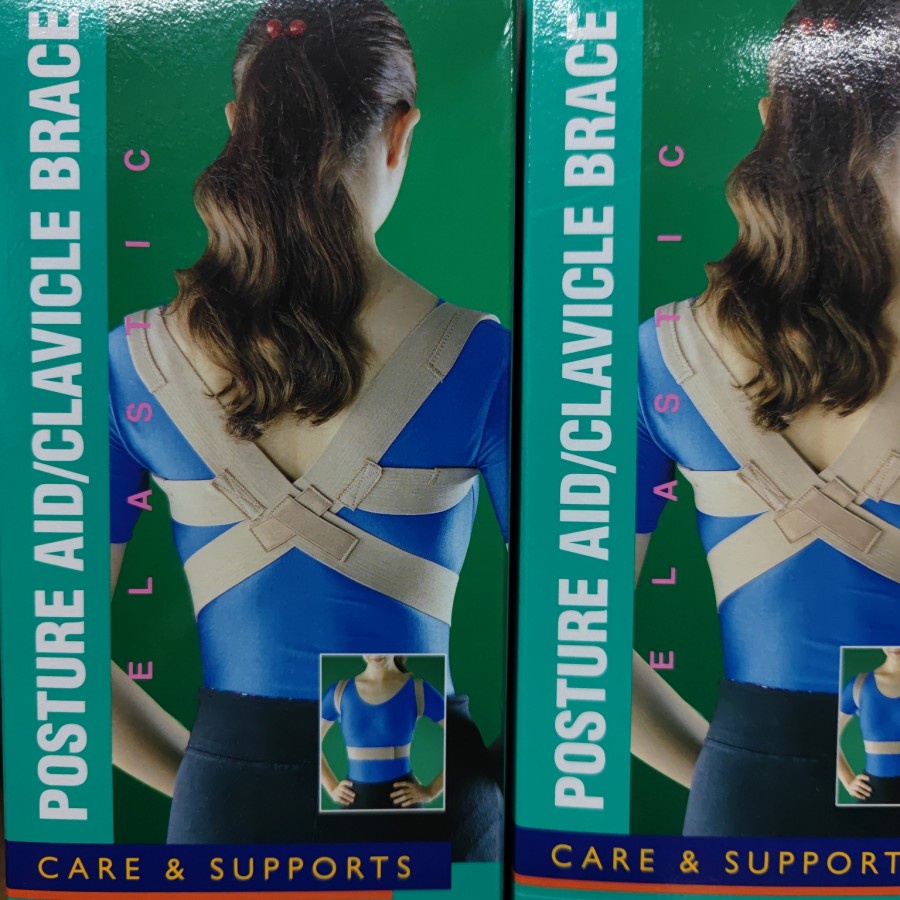 POSTURE AID/CLAVICLE BRACE
ELASTIC
CARE & SUPPORTS
POSTURE AID/CLAVICLE BRACE
ELASTIC
CARE & SUPPORT